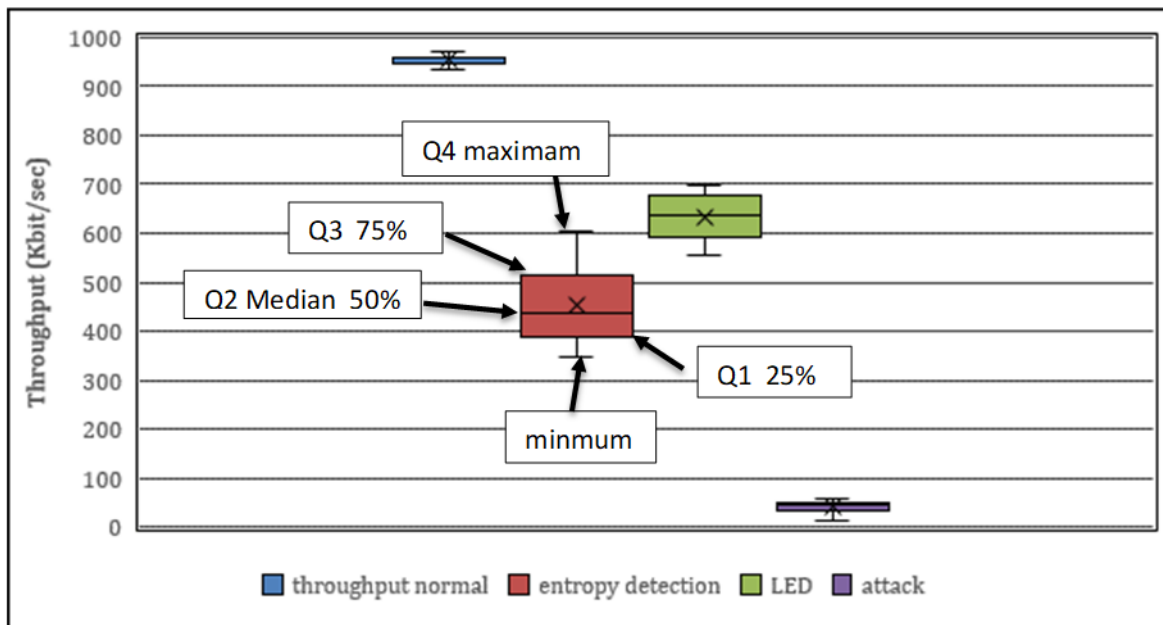 Throughput (Kbit/sec)
1000
900
800
700
600
500
400
300
200
100
0
Q4 maximam
Q3 75%
Q2 Median 50%
Q1 25%
minmum
throughput normal
entropy detection
LED
attack